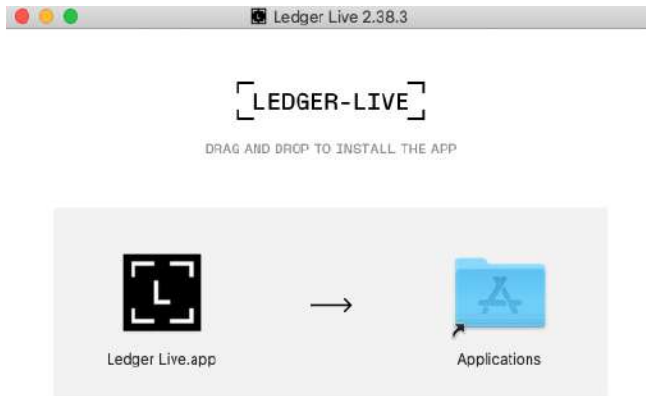 Ledger Live 2.38.3
LEDGER-LIVE
DRAG AND DROP TO INSTALL THE APP
L
Ledger Live.app
Applications